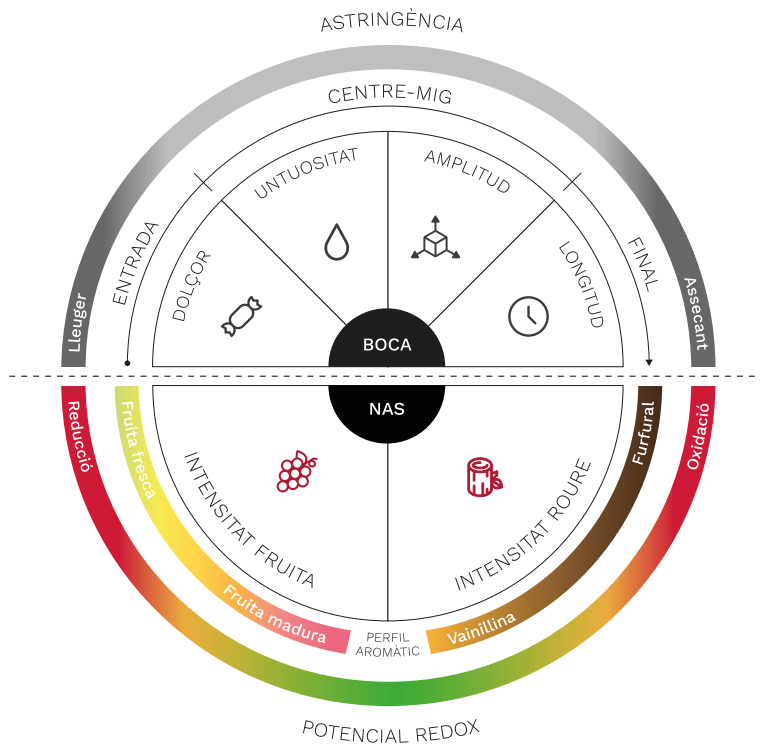 ASTRINGÈNCIA
CENTRE-MIG
UNTUOSITAT
AMPLITUD
ENTRADA
DOLÇOR
LONGITUD
FINAL
Lleuger
Assecant
BOCA
NAS
Reducció
Fruita fresca
Furfural
Oxidació
INTENSITAT FRUITA
INTENSITAT ROURE
Fruita madura
PERFIL
AROMÀTIC
Vainillina
POTENCIAL REDOX